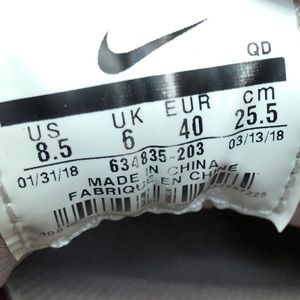 QD
US UK EUR cm
8.5 6 40 25.5
01/31/18 634835-203 03/13/18
MADE IN CHINA
FABRIQUE EN CHINE